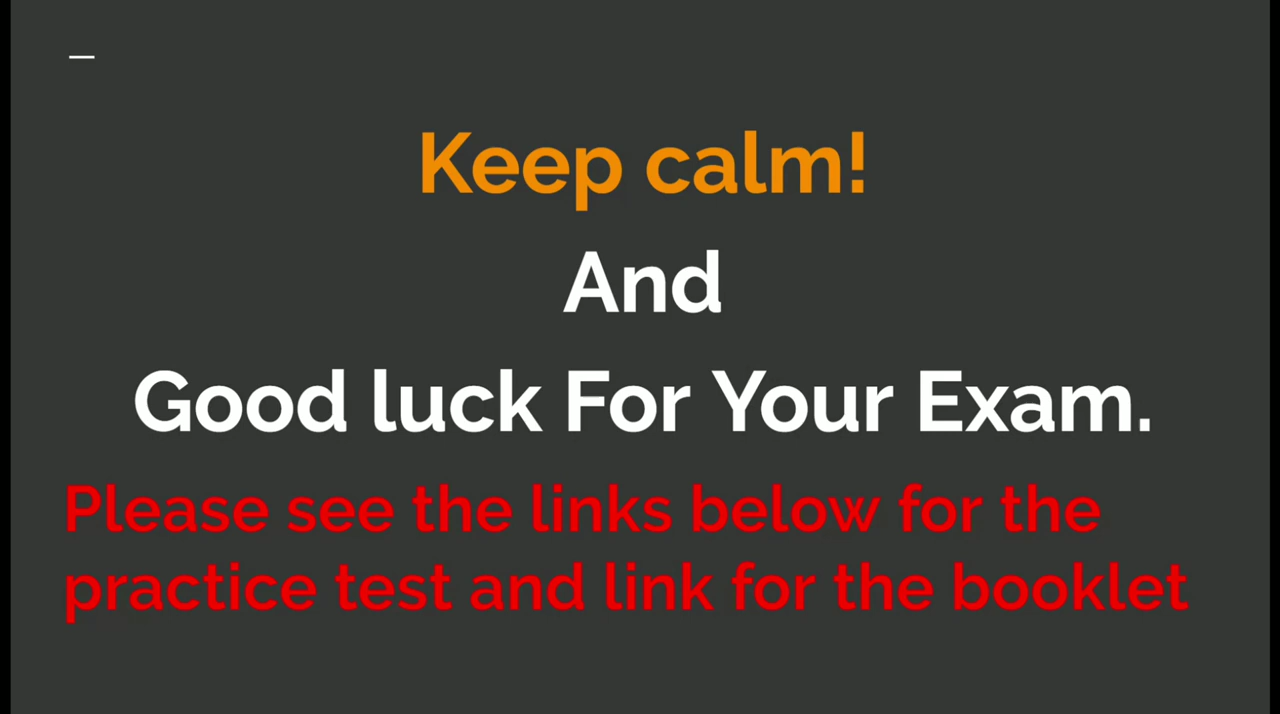 Keep calm!
And
Good luck For Your Exam.
Please see the links below for the
practice test and link for the booklet